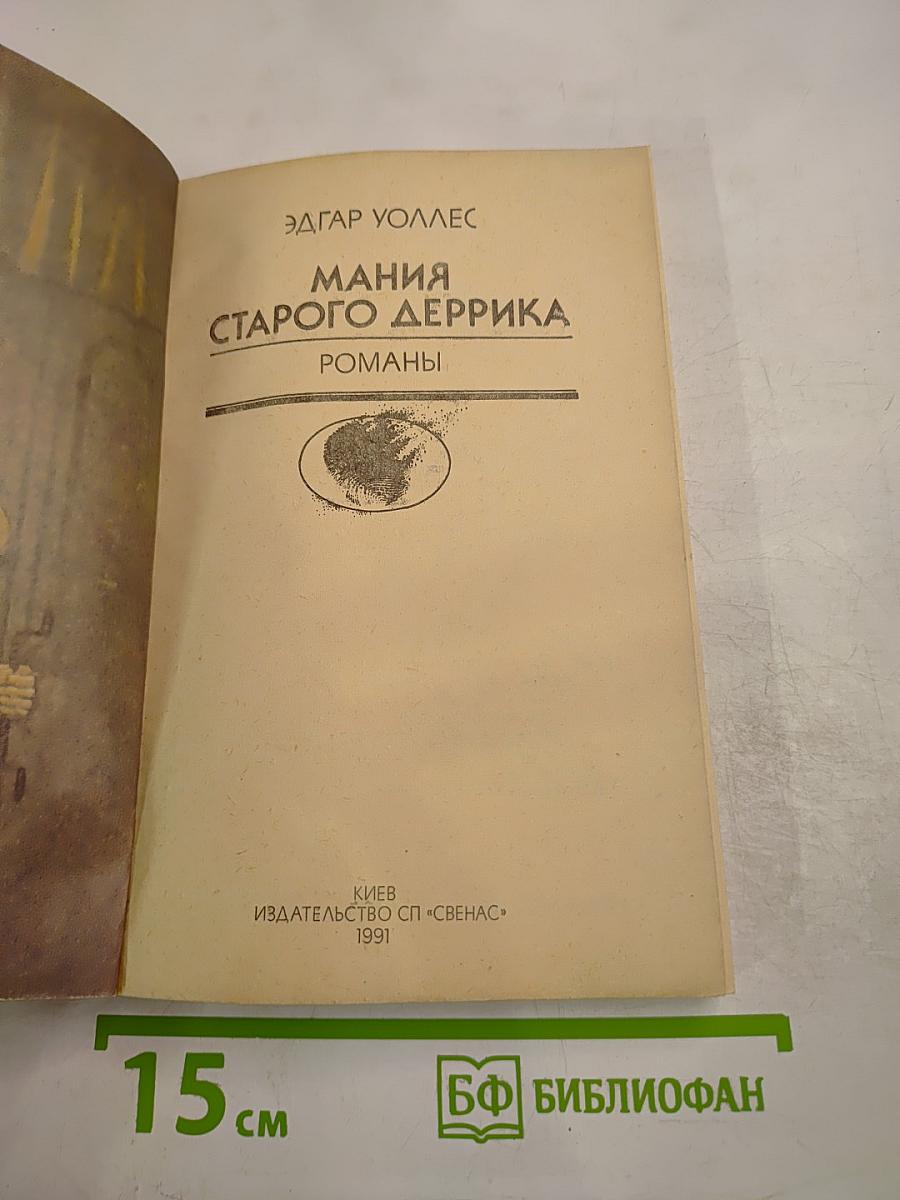 ЭДГАР УОЛЛЕС
МАНИЯ
СТАРОГО ДЕРРИКА
РОМАНЫ
КИЕВ
ИЗДАТЕЛЬСТВО СП «СВЕНАС»
1991
15 см
БФ БИБЛИОФАН